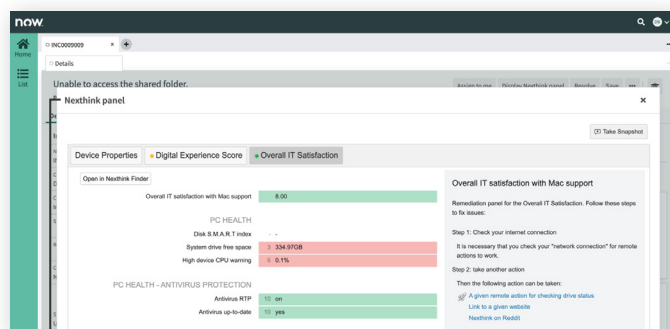 now.
INC0009009 ×
Home
Details
List
Unable to access the shared folder.
Assign to me Display Nexthink panel Resolve Save
Nexthink panel ×
Take Snapshot
Device Properties Digital Experience Score Overall IT Satisfaction
Open in Nexthink Finder
Overall IT satisfaction with Mac support 8.00
PC HEALTH
Disk S.M.A.R.T index - -
System drive free space 3 334.97GB
High device CPU warning 6 0.1%
PC HEALTH - ANTIVIRUS PROTECTION
Antivirus RTP 10 on
Antivirus up-to-date 10 yes
Overall IT satisfaction with Mac support
Remediation panel for the Overall IT Satisfaction. Follow these steps
to fix issues:
Step 1: Check your internet connection
It is necessary that you check your "network connection" for remote
actions to work.
Step 2: take another action
Then the following action can be taken:
A given remote action for checking drive status
Link to a given website
Nexthink on Reddit